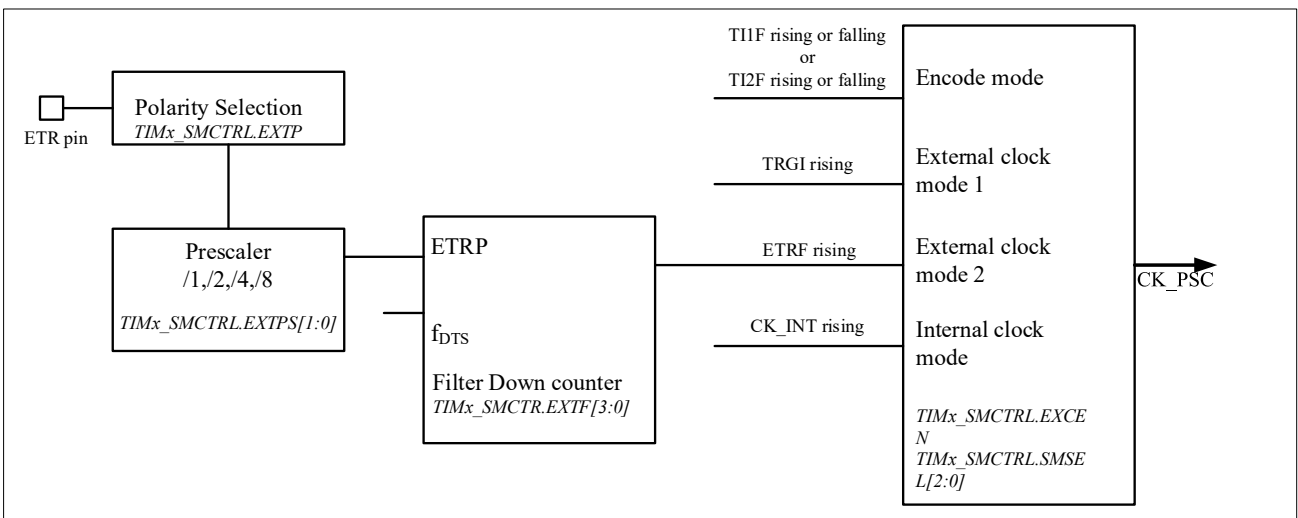 ETR pin
Polarity Selection
TIMx_SMCTRL.EXTP
Prescaler
/1,/2,/4,/8
TIMx_SMCTRL.EXTPS[1:0]
ETRP
fDTS
Filter Down counter
TIMx_SMCTR.EXTF[3:0]
TI1F rising or falling
or
TI2F rising or falling
TRGI rising
ETRF rising
CK_INT rising
Encode mode
External clock
mode 1
External clock
mode 2
Internal clock
mode
TIMx_SMCTRL.EXCE
N
TIMx_SMCTRL.SMSE
L[2:0]
CK_PSC